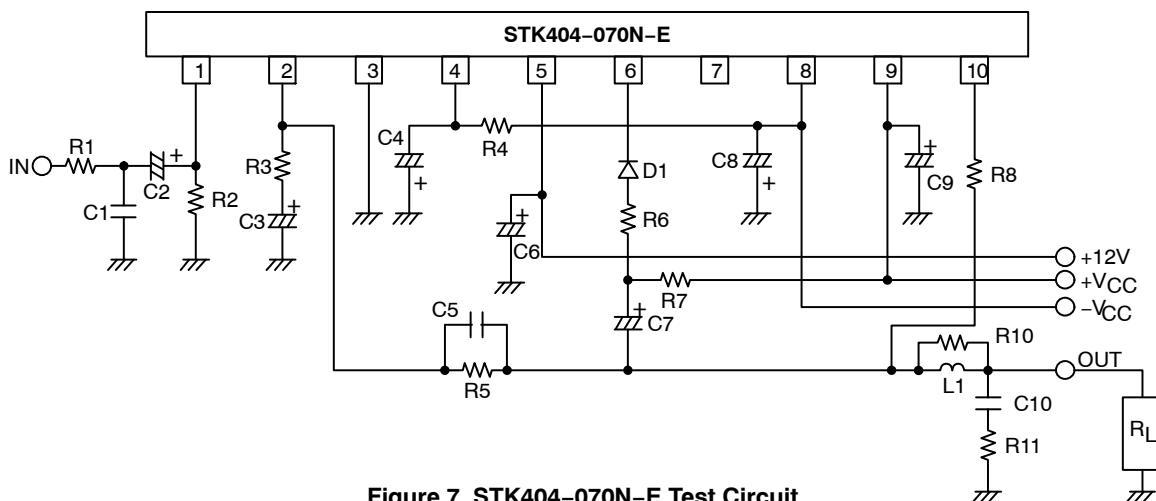 STK404−070N−E
1 2 3 4 5 6 7 8 9 10
IN R1 C1 C2 + R2
R3 C3 +
C4 + R4
C6 +
D1
R6
C8 +
C9 +
R8
+12V
+VCC
−VCC
R7
C7 +
C5
R5
R10
L1
OUT
C10
R11
RL
Figure 7. STK404−070N−E Test Circuit